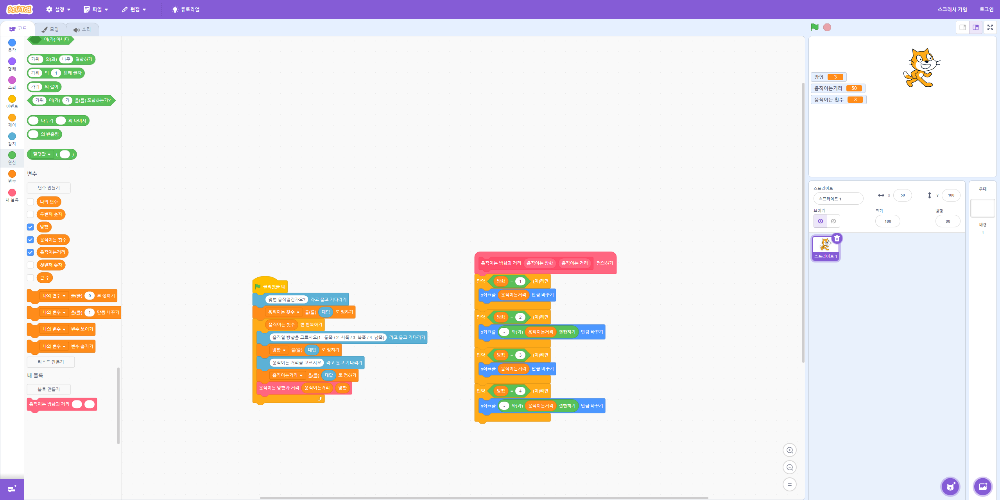 SCRATCH 설정 파일 편집 튜토리얼 스크래치 가입 로그인
코드 모양 소리
동작
형태
소리
이벤트
제어
감지
연산
변수
내 블록
이(가) 아니다
가위 와(과) 나무 결합하기
가위 의 1 번째 글자
가위 의 길이
가위 이(가) 가 을(를) 포함하는가?
나누기 의 나머지
의 반올림
절댓값 ( )
변수
변수 만들기
나의 변수
두번째 숫자
방향
움직이는 횟수
움직이는거리
첫번째 숫자
큰 수
나의 변수 을(를) 0 로 정하기
나의 변수 을(를) 1 만큼 바꾸기
나의 변수 변수 보이기
나의 변수 변수 숨기기
리스트 만들기
내 블록
블록 만들기
움직이는 방향과 거리
클릭했을 때
몇번 움직일건가요? 라고 묻고 기다리기
움직이는 횟수 을(를) 대답 로 정하기
움직이는 횟수 번 반복하기
움직일 방향을 고르시오(1: 동쪽 / 2: 서쪽 / 3: 북쪽 / 4: 남쪽) 라고 묻고 기다리기
방향 을(를) 대답 로 정하기
움직이는 거리를 고르시오 라고 묻고 기다리기
움직이는거리 을(를) 대답 로 정하기
움직이는 방향과 거리 움직이는거리 방향
움직이는 방향과 거리 움직이는 방향 움직이는 거리 정의하기
만약 방향 = 1 (이)라면
x좌표를 움직이는거리 만큼 바꾸기
만약 방향 = 2 (이)라면
x좌표를 - 와(과) 움직이는거리 결합하기 만큼 바꾸기
만약 방향 = 3 (이)라면
y좌표를 움직이는거리 만큼 바꾸기
만약 방향 = 4 (이)라면
y좌표를 - 와(과) 움직이는거리 결합하기 만큼 바꾸기
방향 3
움직이는거리 50
움직이는 횟수 3
스프라이트
스프라이트 1 x 50 y 100
보이기 크기 방향
100 90
스프라이트 1
무대
배경
1